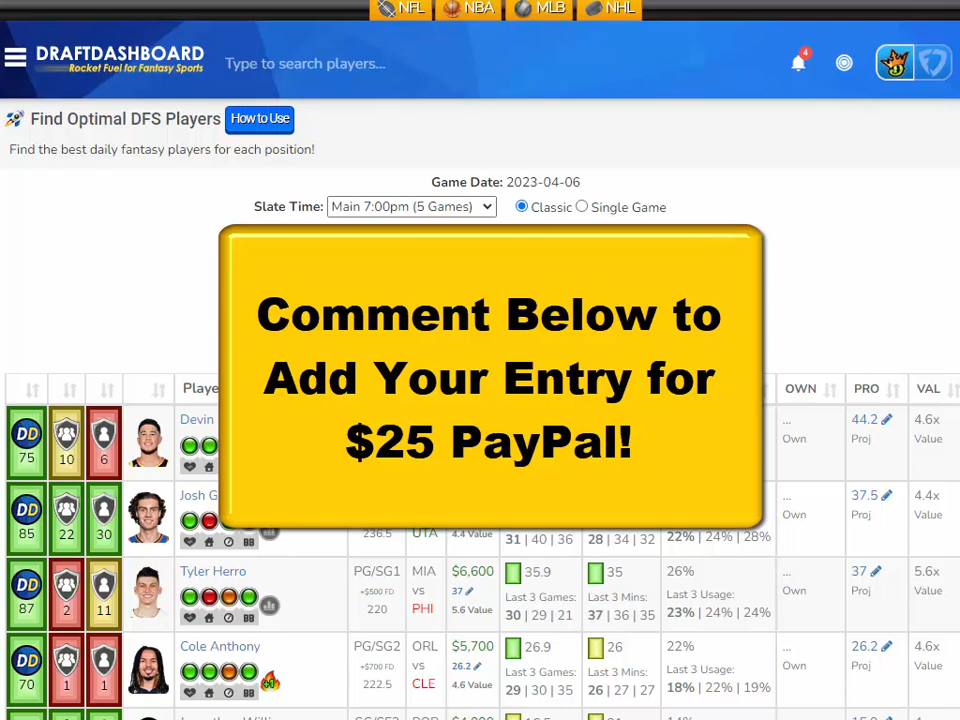 NFL NBA MLB NHL
DRAFTDASHBOARD
Rocket Fuel for Fantasy Sports
Type to search players...
4
Find Optimal DFS Players How to Use
Find the best daily fantasy players for each position!
Game Date: 2023-04-06
Slate Time: Main 7:00pm (5 Games) Classic Single Game
Comment Below to
Add Your Entry for
$25 PayPal!
OWN PRO VAL
DD 75 10 6 Devin ... Own 44.2 Proj 4.6x Value
DD 85 22 30 Josh G
236.5 UTA 4.4 Value 31 | 40 | 36 28 | 34 | 32 22% | 24% | 28% ... Own 37.5 Proj 4.4x Value
DD 87 2 11 Tyler Herro PG/SG1 MIA $6,600 35.9 35 26% ... 37 5.6x
+$500 FD vs 37 Last 3 Games: Last 3 Mins: Last 3 Usage: Own Proj Value
220 PHI 5.6 Value 30 | 29 | 21 37 | 36 | 35 23% | 24% | 24%
DD 70 1 1 Cole Anthony PG/SG2 ORL $5,700 26.9 26 22% ... 26.2 4.6x
+$700 FD vs 26.2 Last 3 Games: Last 3 Mins: Last 3 Usage: Own Proj Value
222.5 CLE 4.6 Value 29 | 30 | 35 26 | 27 | 27 18% | 22% | 19%